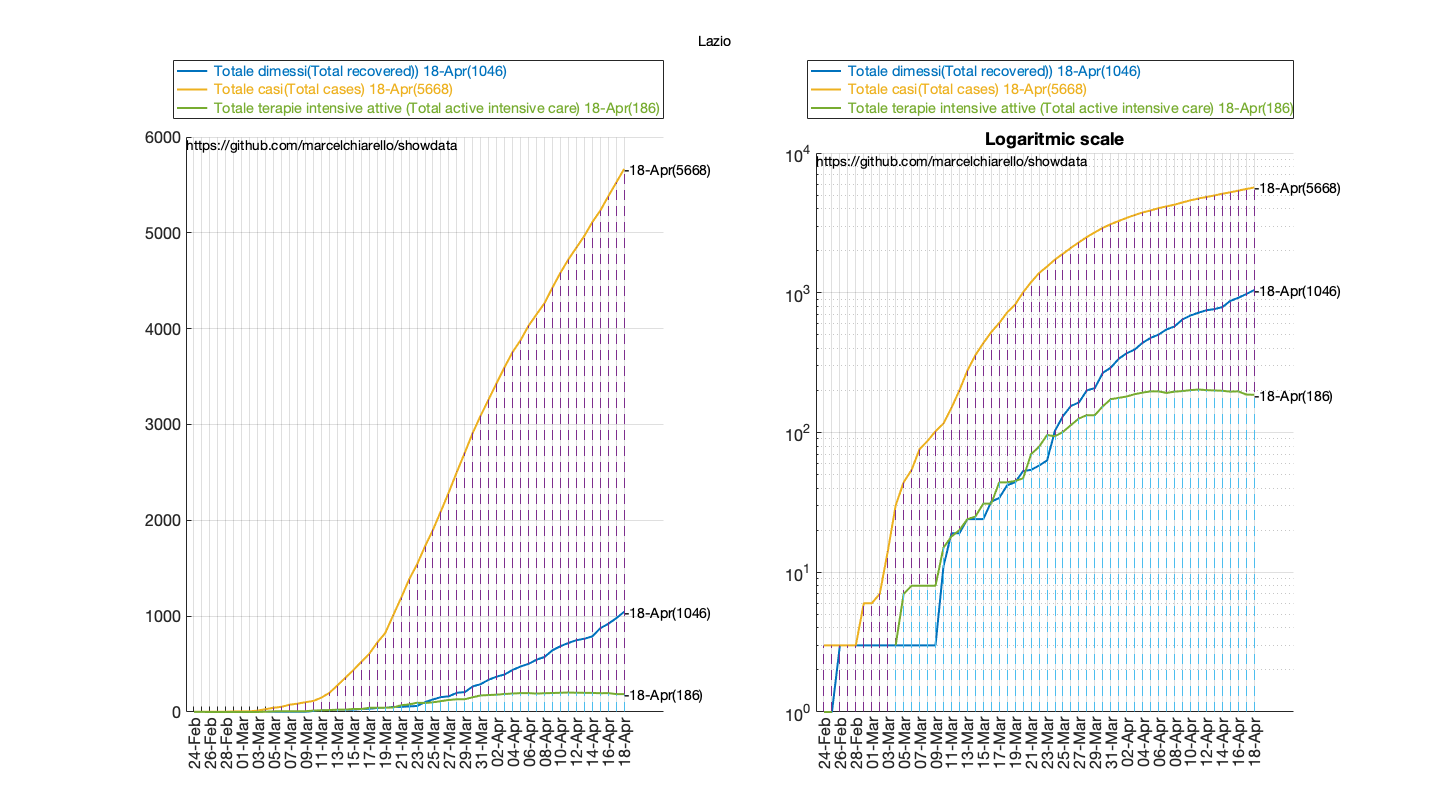 Lazio
Totale dimessi(Total recovered)) 18-Apr(1046)
Totale casi(Total cases) 18-Apr(5668)
Totale terapie intensive attive (Total active intensive care) 18-Apr(186)
6000
https://github.com/marcelchiarello/showdata
18-Apr(5668)
5000
4000
3000
2000
1000
18-Apr(1046)
18-Apr(186)
0
24-Feb
26-Feb
28-Feb
01-Mar
03-Mar
05-Mar
07-Mar
09-Mar
11-Mar
13-Mar
15-Mar
17-Mar
19-Mar
21-Mar
23-Mar
25-Mar
27-Mar
29-Mar
31-Mar
02-Apr
04-Apr
06-Apr
08-Apr
10-Apr
12-Apr
14-Apr
16-Apr
18-Apr
Totale dimessi(Total recovered)) 18-Apr(1046)
Totale casi(Total cases) 18-Apr(5668)
Totale terapie intensive attive (Total active intensive care) 18-Apr(186)
Logaritmic scale
10^4
https://github.com/marcelchiarello/showdata
18-Apr(5668)
10^3
18-Apr(1046)
18-Apr(186)
10^2
10^1
10^0
24-Feb
26-Feb
28-Feb
01-Mar
03-Mar
05-Mar
07-Mar
09-Mar
11-Mar
13-Mar
15-Mar
17-Mar
19-Mar
21-Mar
23-Mar
25-Mar
27-Mar
29-Mar
31-Mar
02-Apr
04-Apr
06-Apr
08-Apr
10-Apr
12-Apr
14-Apr
16-Apr
18-Apr